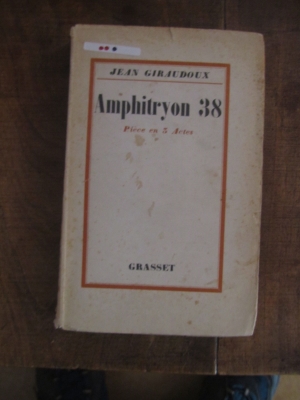 JEAN GIRAUDOUX
Amphitryon 38
Pièce en 3 Actes
GRASSET